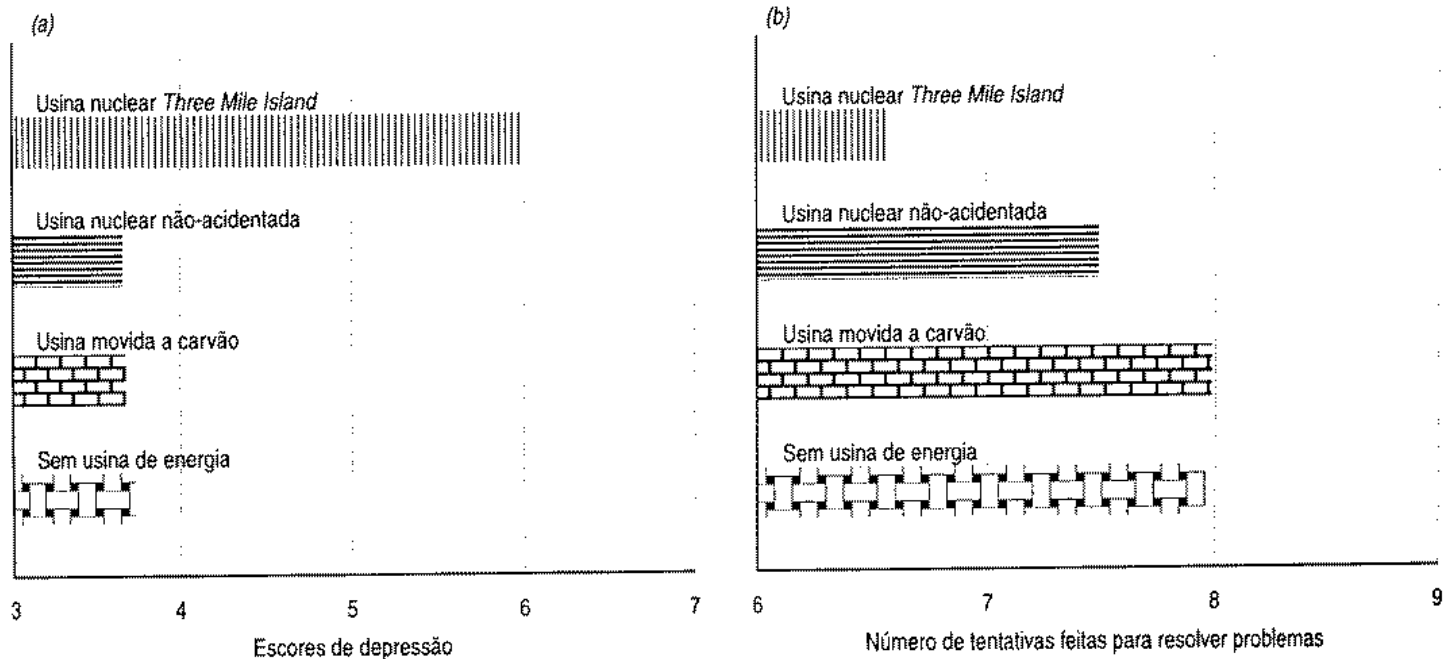 (a)
Usina nuclear Three Mile Island
Usina nuclear não-acidentada
Usina movida a carvão
Sem usina de energia
3 4 5 6 7
Escores de depressão
(b)
Usina nuclear Three Mile Island
Usina nuclear não-acidentada
Usina movida a carvão
Sem usina de energia
6 7 8 9
Número de tentativas feitas para resolver problemas